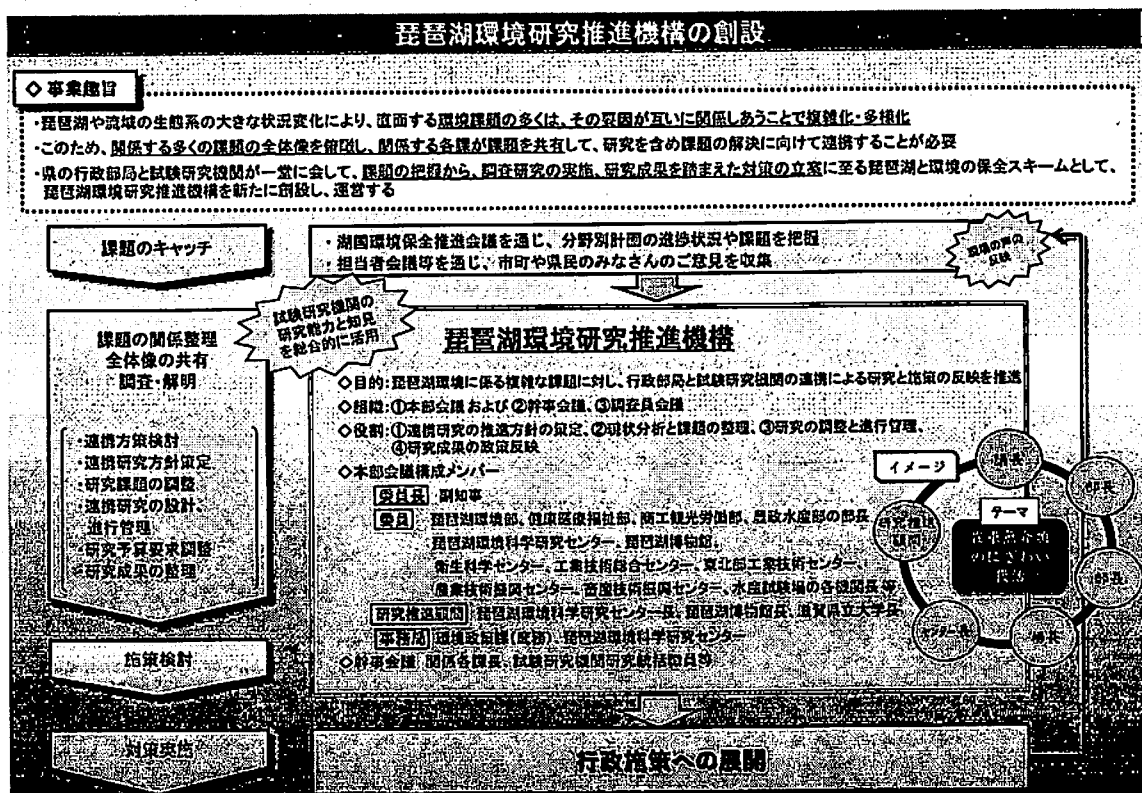 琵琶湖環境研究推進機構の創設
◇事業趣旨
・琵琶湖や流域の生態系の大きな状況変化により、直面する環境課題の多くは、その要因が互いに関係しあうことで複雑化・多様化
・このため、関係する多くの課題の全体像を確認し、関係する各課が課題を共有して、研究を含め課題の解決に向けて連携することが必要
・県の行政部局と試験研究機関が一堂に会して、課題の把握から、調査研究の実施、研究成果を踏まえた対策の立案に至る琵琶湖と環境の保全スキームとして、
琵琶湖環境研究推進機構を新たに創設し、運営する
課題のキャッチ
・湖国環境保全推進会議を通じ、分野別計画の進捗状況や課題を把握
・担当者会議等を通じ、市町や県民のみなさんのご意見を収集
現場の声の
反映
試験研究機関の
研究能力と知見
を総合的に活用
課題の関係整理
全体像の共有
調査・解明
・連携方策検討
・連携研究方針策定
・研究課題の調整
・連携研究の設計、
進行管理
・研究予算要求調整
・研究成果の整理
施策検討
対策実施
琵琶湖環境研究推進機構
◇目的:琵琶湖環境に係る複雑な課題に対し、行政部局と試験研究機関の連携による研究と施策の反映を推進
◇組織:①本部会議 および ②幹事会議、③調査員会議
◇役割:①連携研究の推進方針の策定、②現状分析と課題の整理、③研究の調整と進行管理、
④研究成果の政策反映
◇本部会議構成メンバー
委員長 副知事
委員 琵琶湖環境部、健康医療福祉部、商工観光労働部、農政水産部の部長
琵琶湖環境科学研究センター、琵琶湖博物館、
衛生科学センター、工業技術総合センター、東北部工業技術センター、
農業技術振興センター、畜産技術振興センター、水産試験場の各機関長 等
研究推進顧問 琵琶湖環境科学研究センター長、琵琶湖博物館長、滋賀県立大学長
事務局 環境政策課(庶務)、琵琶湖環境科学研究センター
◇幹事会議 関係各課長、試験研究機関研究統括職員等
イメージ
部長
研究推進
顧問
テーマ
在来魚介類
のにぎわい
部長
場長
センター長
行政施策への展開